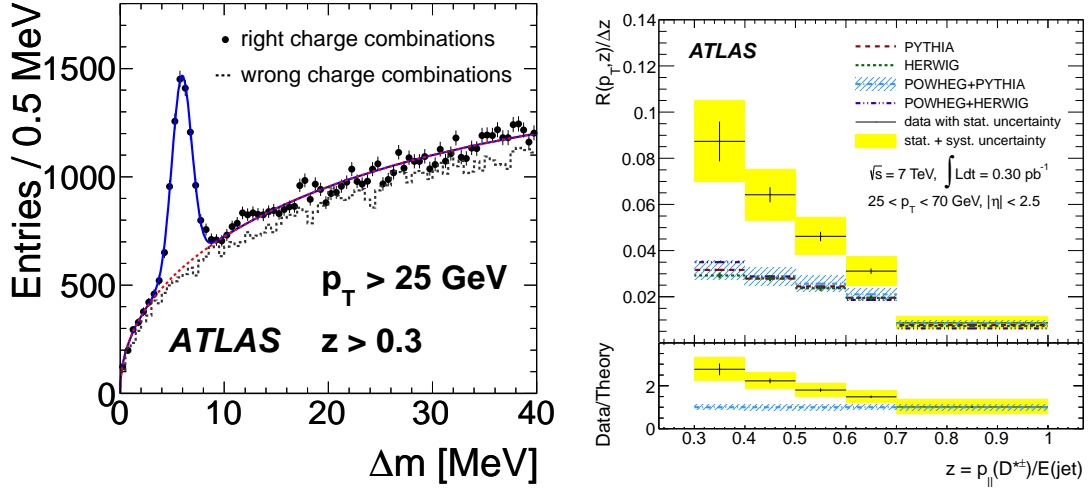 Entries / 0.5 MeV
1500
1000
500
0
right charge combinations
wrong charge combinations
p_T > 25 GeV
ATLAS z > 0.3
0 10 20 30 40
Δm [MeV]
R(p_T,z)/Δz
0.14
0.12
0.1
0.08
0.06
0.04
0.02
ATLAS
PYTHIA
HERWIG
POWHEG+PYTHIA
POWHEG+HERWIG
data with stat. uncertainty
stat. + syst. uncertainty
√s = 7 TeV, ∫Ldt = 0.30 pb⁻¹
25 < p_T < 70 GeV, |η| < 2.5
Data/Theory
2
0
0.3 0.4 0.5 0.6 0.7 0.8 0.9 1
z = p_||(D*±)/E(jet)